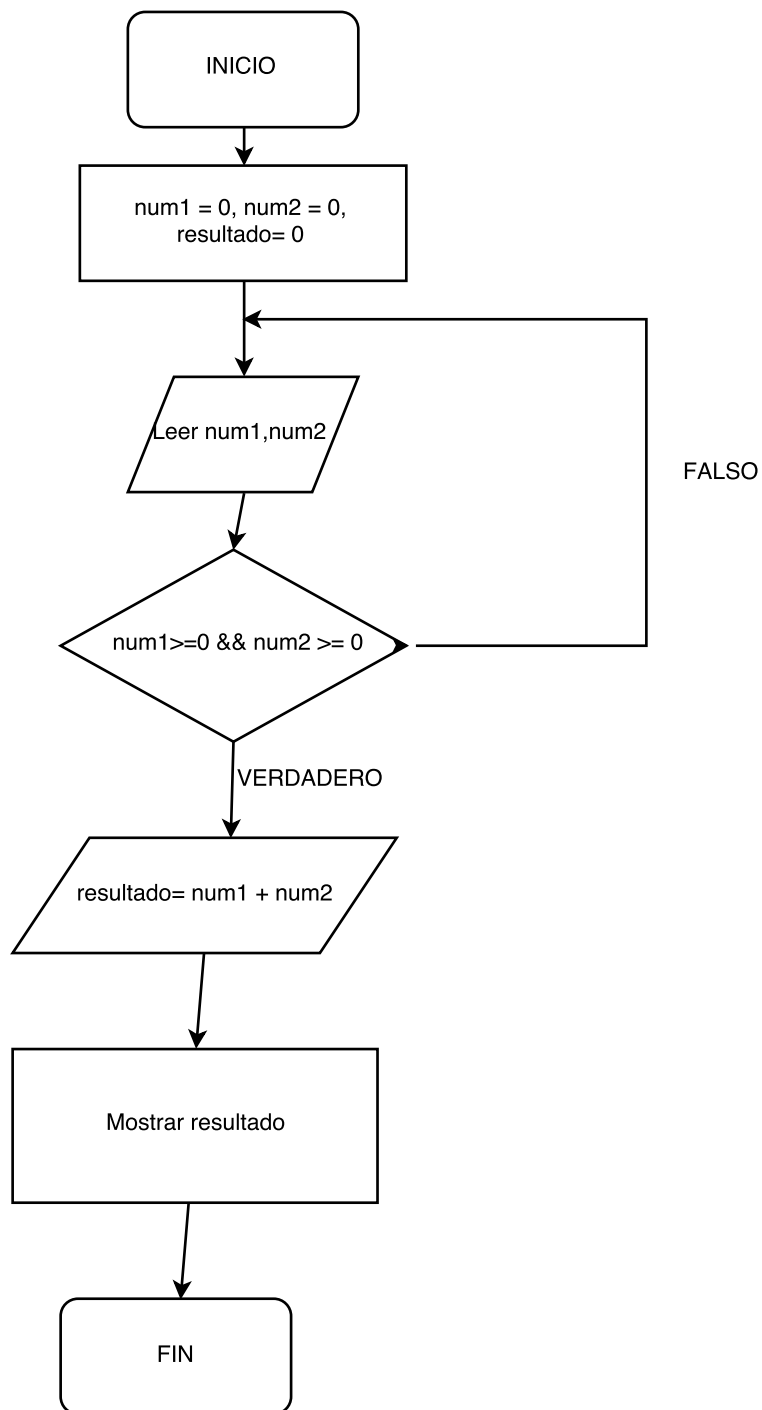 INICIO
num1 = 0, num2 = 0,
resultado= 0
Leer num1,num2
FALSO
num1>=0 && num2 >= 0
VERDADERO
resultado= num1 + num2
Mostrar resultado
FIN